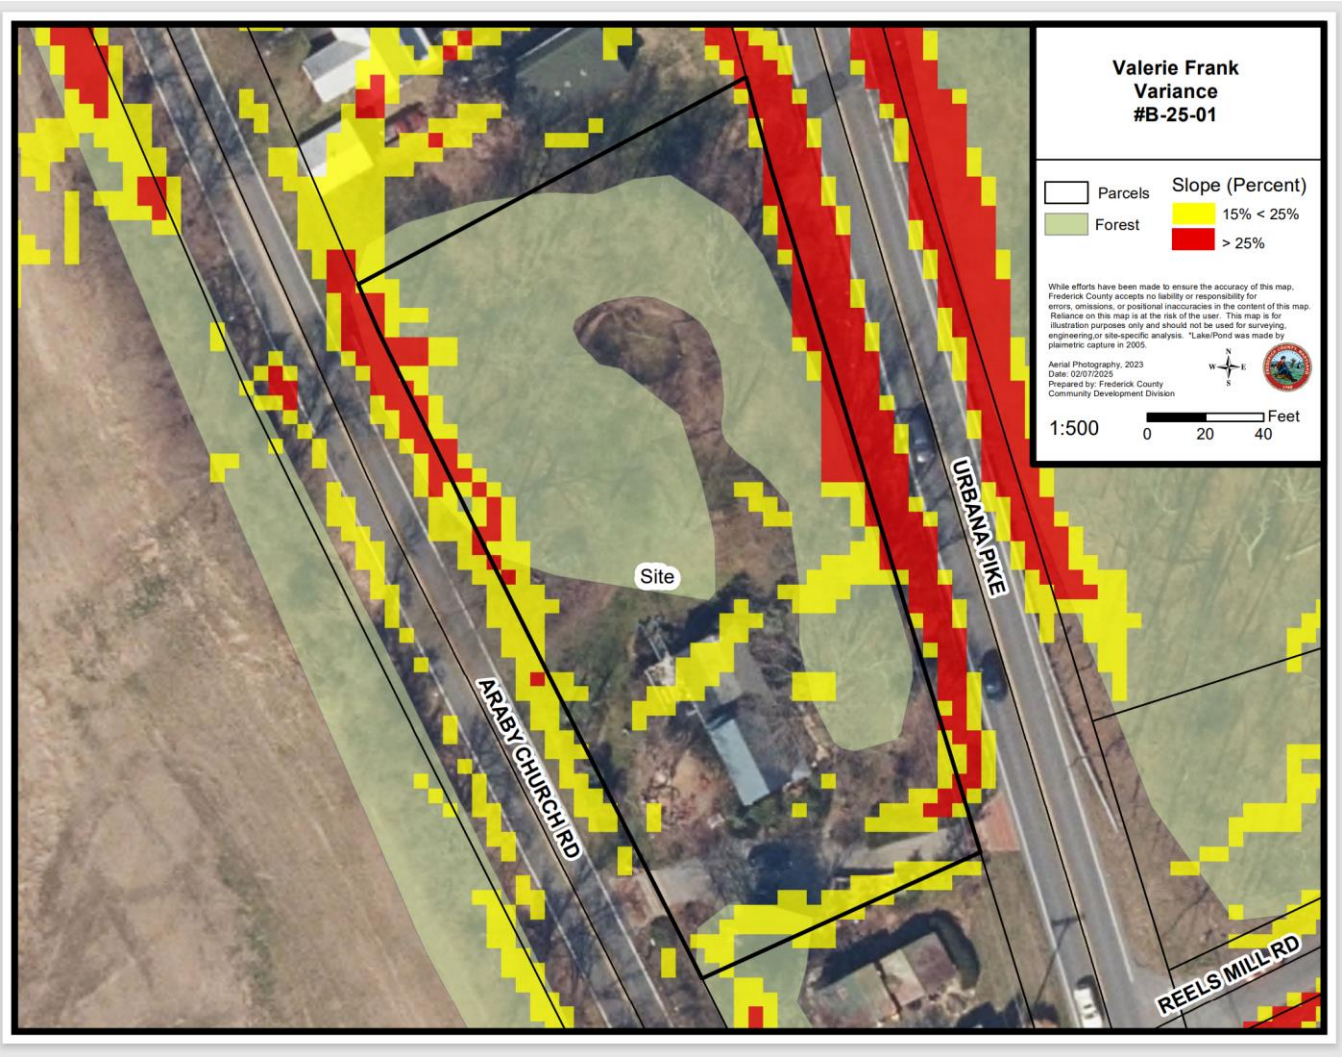 Valerie Frank
Variance
#B-25-01
Parcels
Forest
Slope (Percent)
15% < 25%
> 25%
While efforts have been made to ensure the accuracy of this map,
Frederick County accepts no liability or responsibility for
errors, omissions, or positional inaccuracies in the content of this map.
Reliance on this map is at the risk of the user. This map is for
illustration purposes only and should not be used for surveying,
engineering,or site-specific analysis. *Lake/Pond was made by
plaimetric capture in 2005.
Aerial Photography, 2023
Date: 02/07/2025
Prepared by: Frederick County
Community Development Division
N
W E
S
1:500
Feet
0 20 40
URBANA PIKE
Site
ARABY CHURCH RD
REELS MILL RD